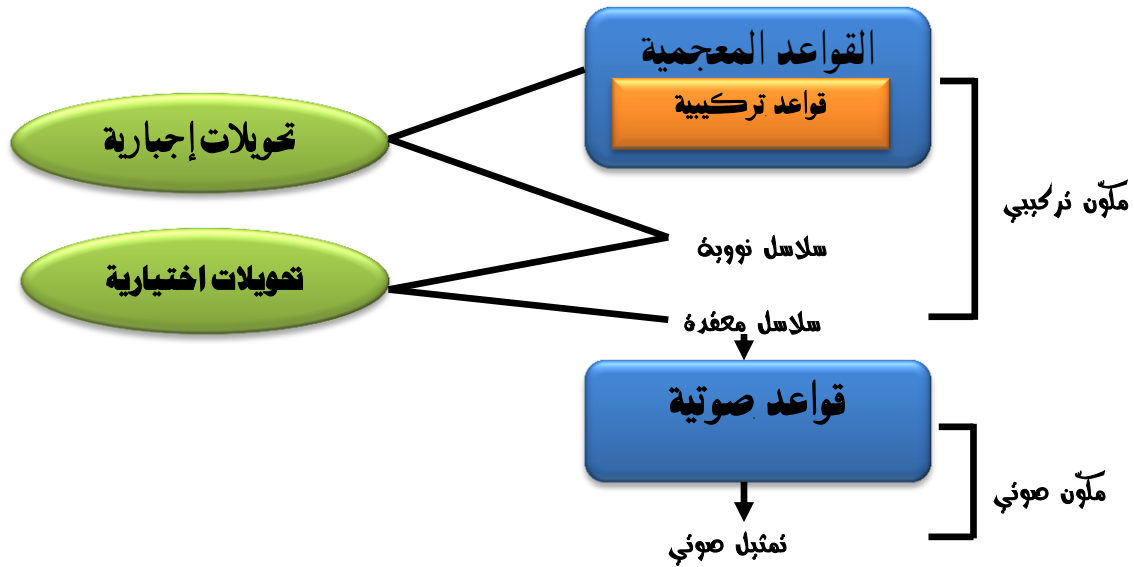 القواعد المعجمية
قواعد تركيبية
تحويلات إجبارية
مكوّن تركيبي
سلاسل نووية
تحويلات اختيارية
سلاسل معقدة
قواعد صوتية
مكوّن صوتي
تمثيل صوتي